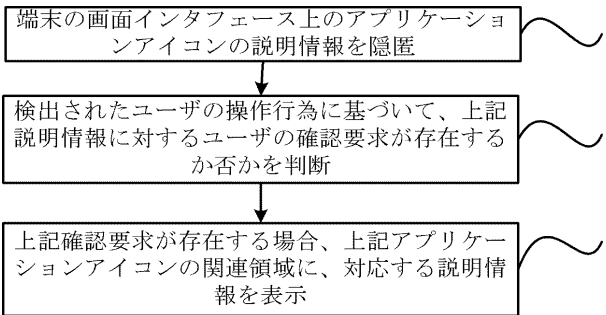 端末の画面インタフェース上のアプリケーショ
ンアイコンの説明情報を隠匿
検出されたユーザの操作行為に基づいて、上記
説明情報に対するユーザの確認要求が存在する
か否かを判断
上記確認要求が存在する場合、上記アプリケー
ションアイコンの関連領域に、対応する説明情
報を表示